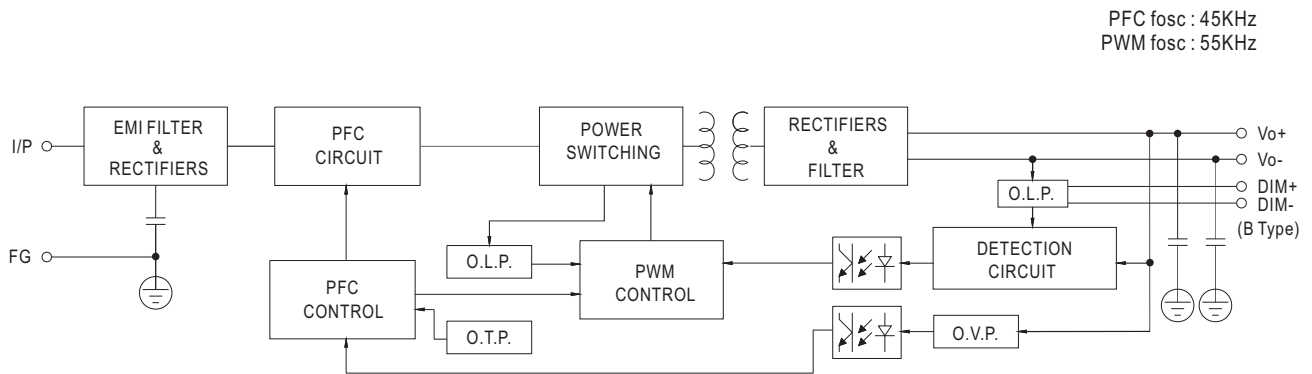 PFC fosc : 45KHz
PWM fosc : 55KHz
I/P
EMI FILTER
&
RECTIFIERS
PFC
CIRCUIT
POWER
SWITCHING
RECTIFIERS
&
FILTER
Vo+
Vo-
DIM+
DIM-
(B Type)
O.L.P.
FG
O.L.P.
PFC
CONTROL
O.T.P.
PWM
CONTROL
DETECTION
CIRCUIT
O.V.P.